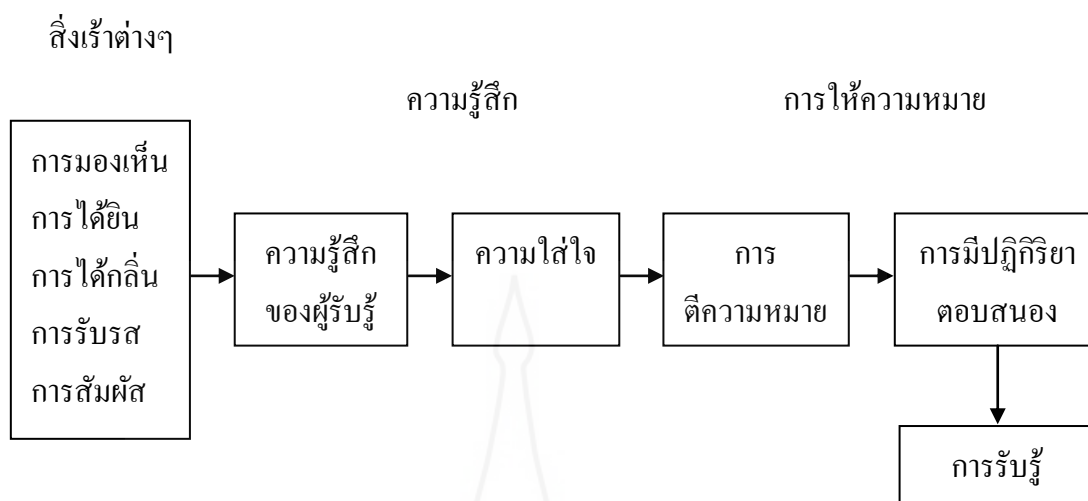 สิ่งเร้าต่างๆ
ความรู้สึก
การให้ความหมาย
การมองเห็น
การได้ยิน
การได้กลิ่น
การรับรส
การสัมผัส
ความรู้สึก
ของผู้รับรู้
ความใส่ใจ
การ
ตีความหมาย
การมีปฏิกิริยา
ตอบสนอง
การรับรู้